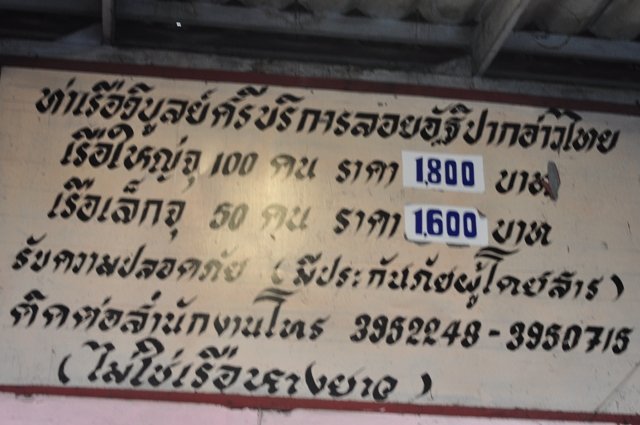 ท่าเรือวิบูลย์ศรีบริการลอยอัฐิปากอ่าวไทย
เรือใหญ่จุ 100 คน ราคา 1,800 บาท
เรือเล็กจุ 50 คน ราคา 1,600 บาท
รับความปลอดภัย (มีประกันภัยผู้โดยสาร)
ติดต่อสำนักงานโทร 3952248-3950715
(ไม่ใช่เรือหางยาว)